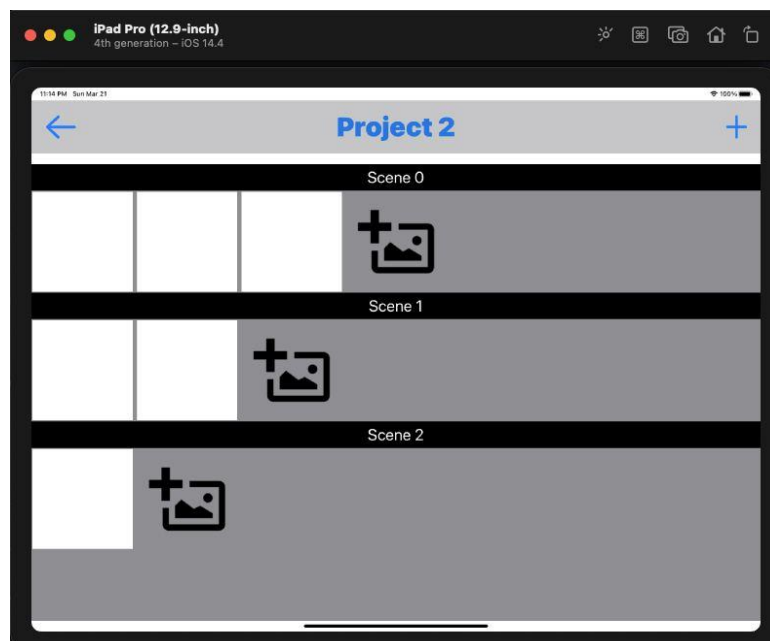 iPad Pro (12.9-inch)
4th generation – iOS 14.4
11:14 PM Sun Mar 21
100%
Project 2
Scene 0
Scene 1
Scene 2